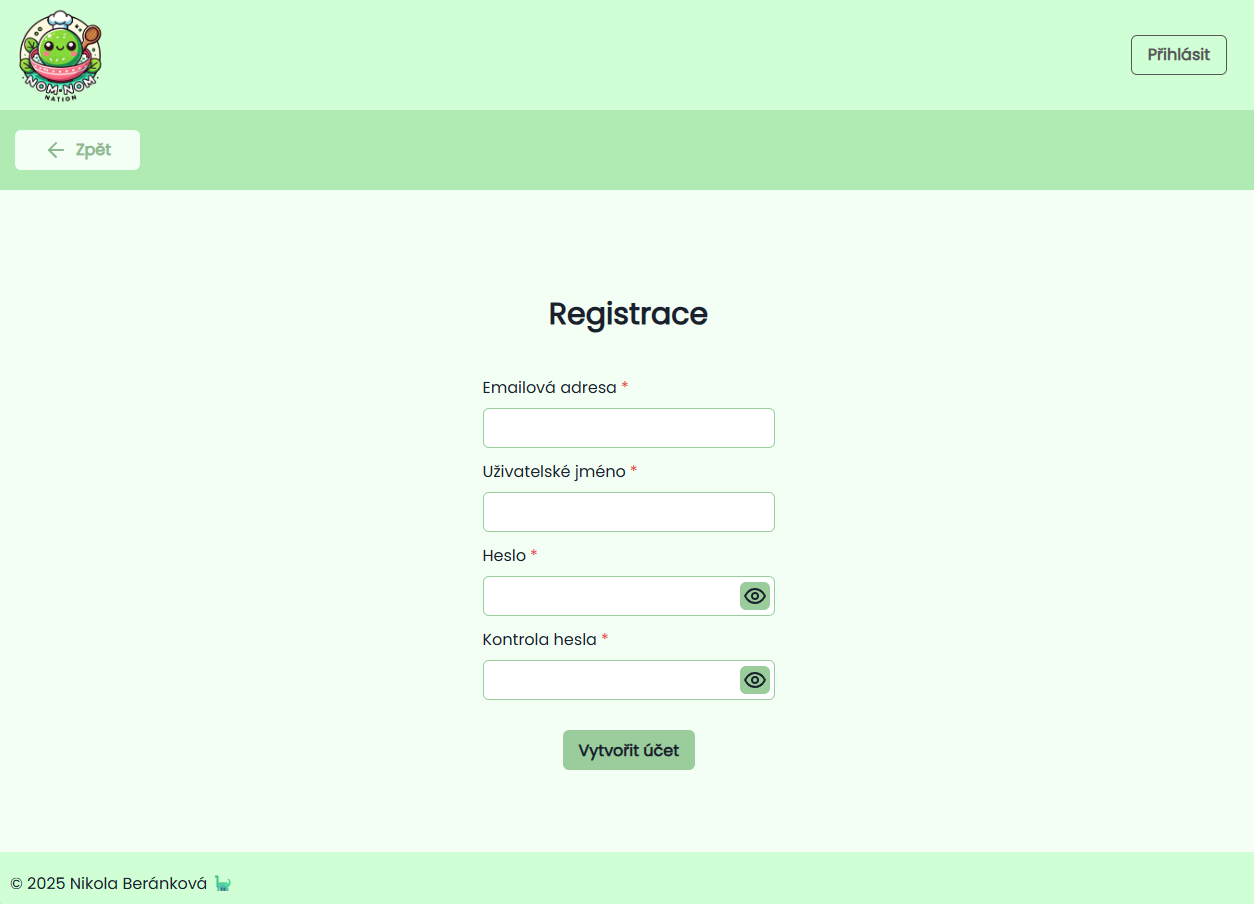 NOM-NOM
NATION
Přihlásit
Zpět
Registrace
Emailová adresa *
Uživatelské jméno *
Heslo *
Kontrola hesla *
Vytvořit účet
© 2025 Nikola Beránková